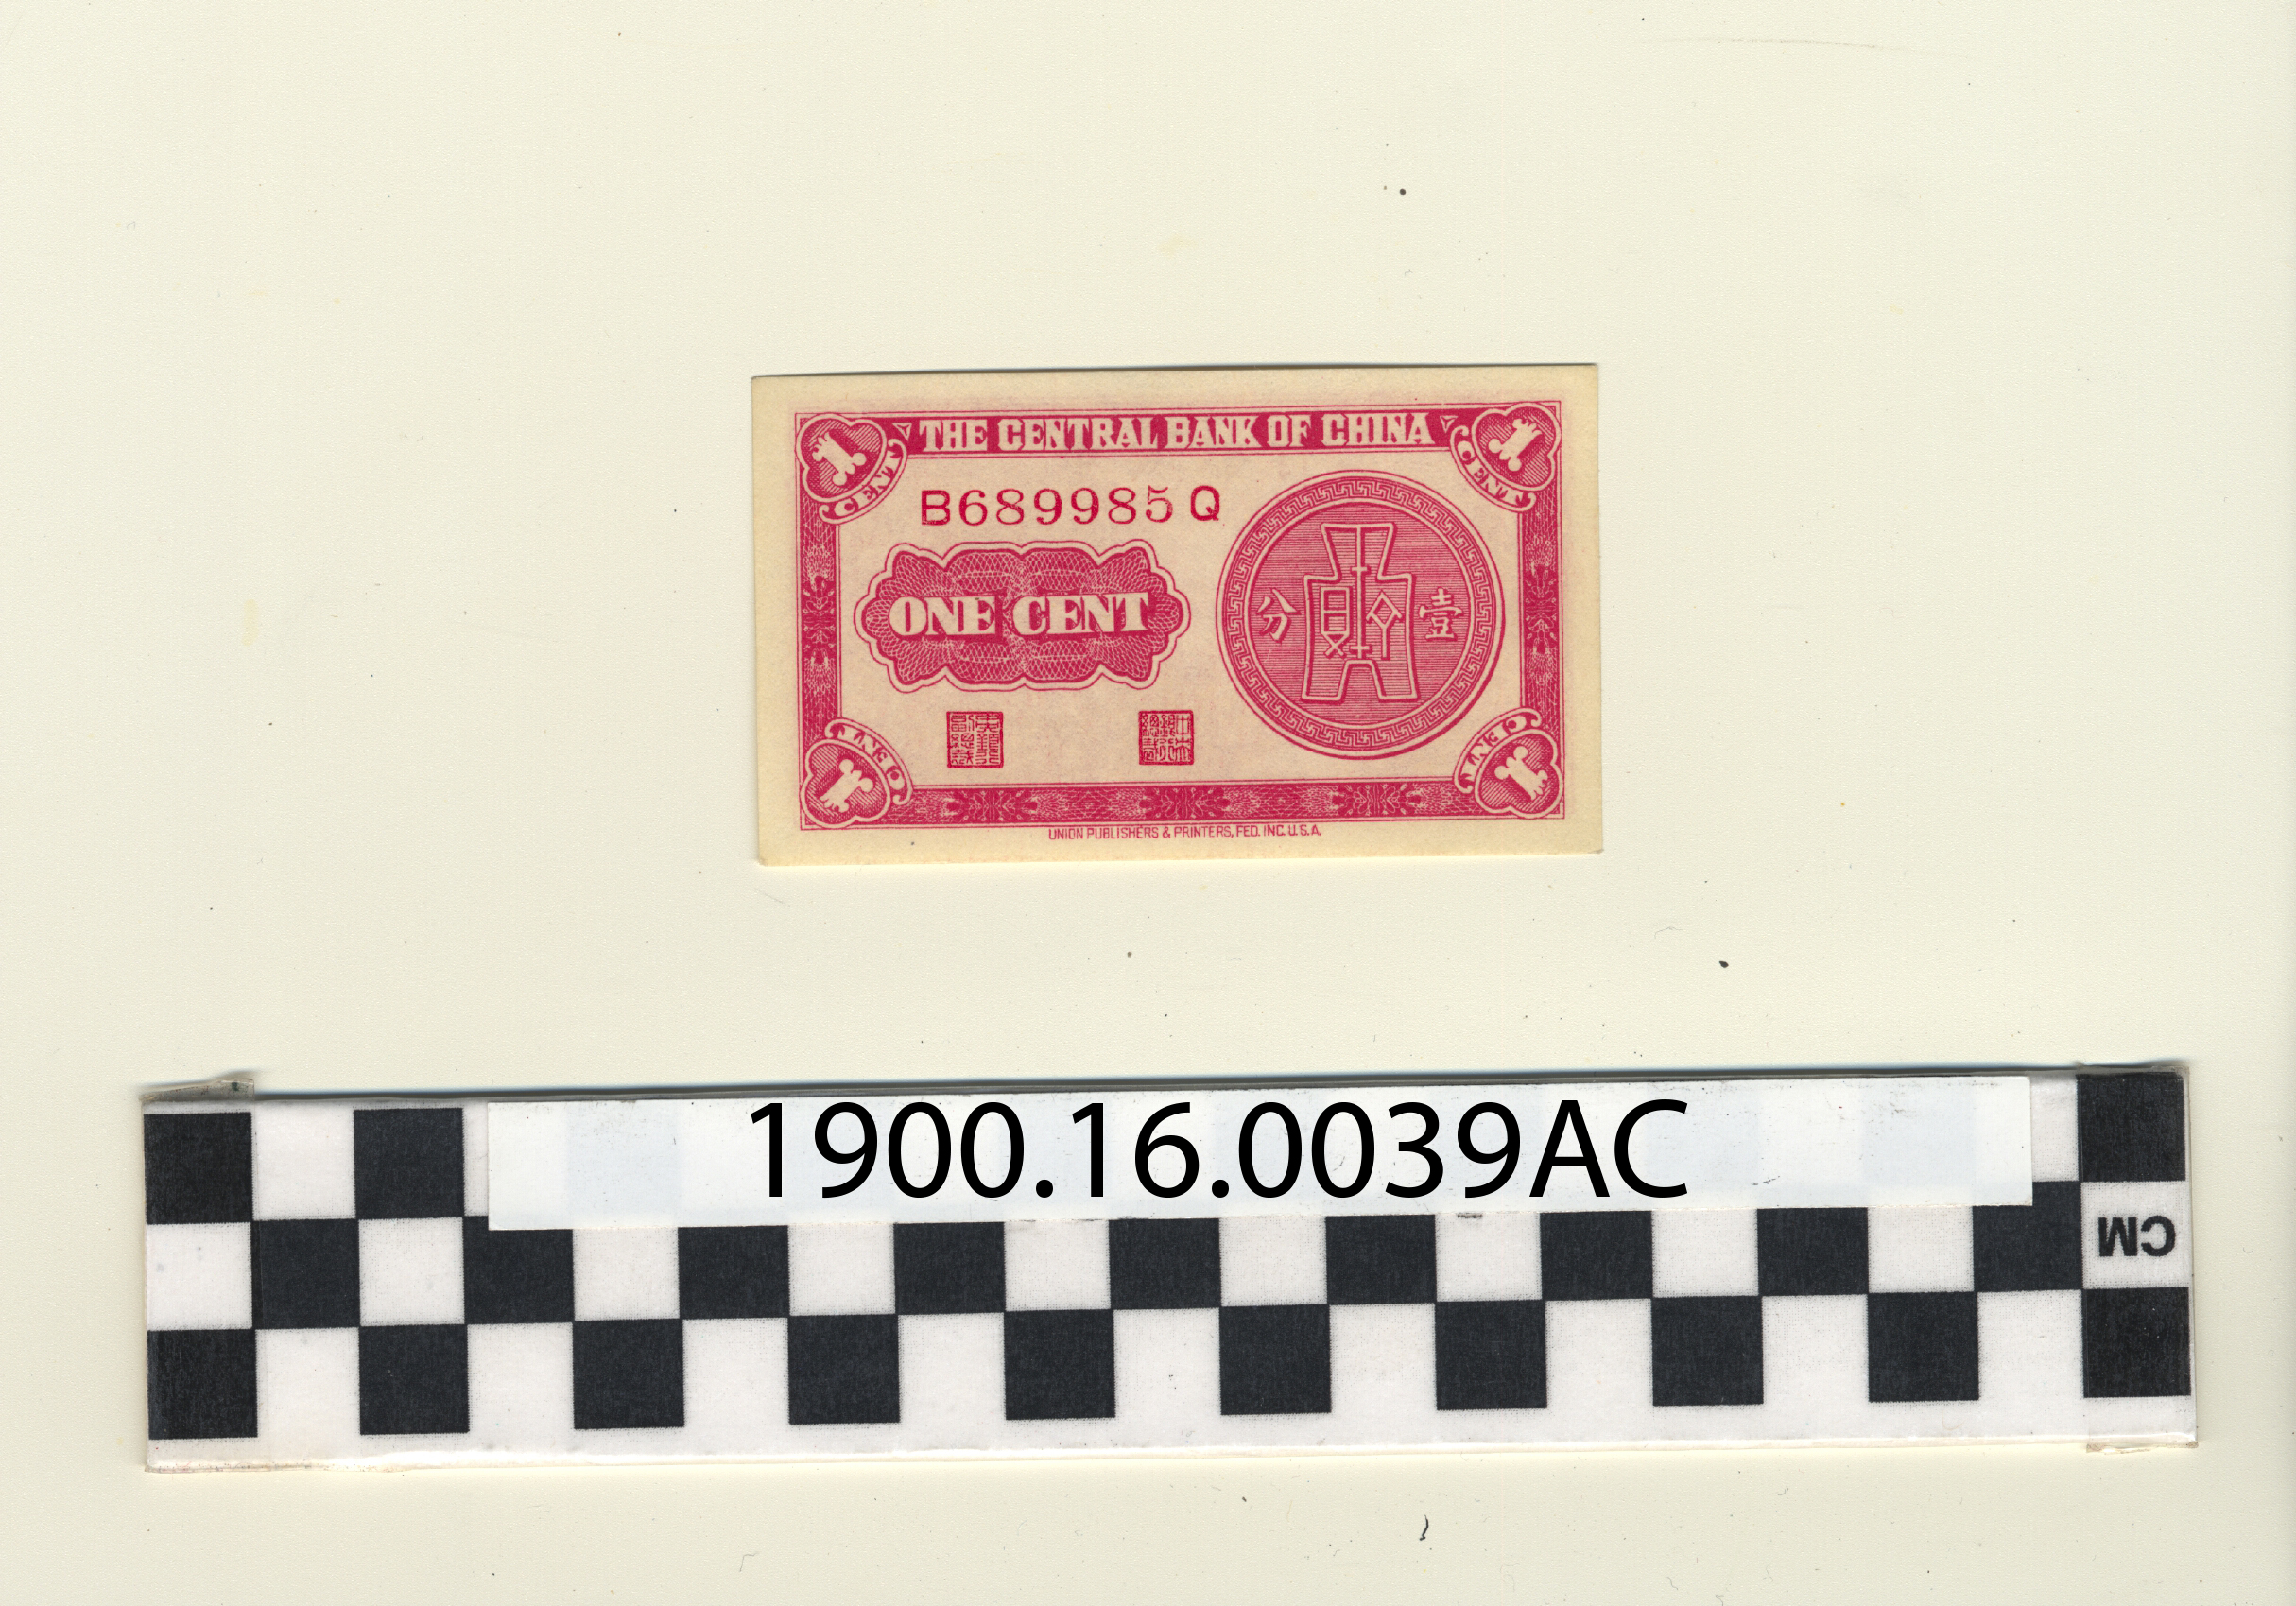 THE CENTRAL BANK OF CHINA
1 CENT
1 CENT
B689985Q
ONE CENT
分 壹
1 CENT
1 CENT
UNION PUBLISHERS & PRINTERS, FED. INC. U.S.A.
1900.16.0039AC
CM